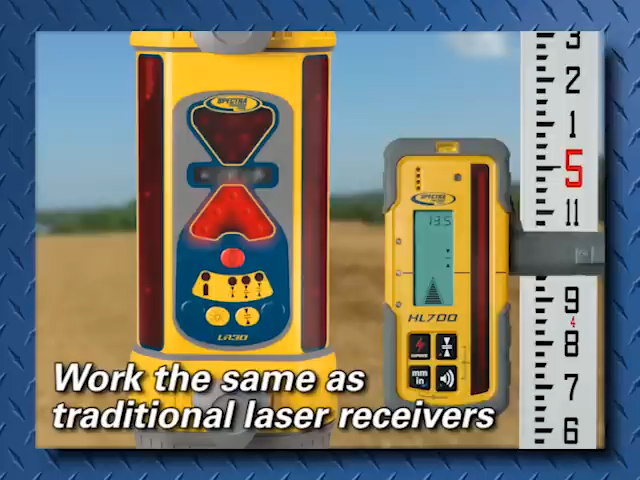 3
2
1
SPECTRA
5
SPECTRA
13.5
11
9
4
HL700
8
LR30
mm
in
7
Work the same as
traditional laser receivers
6